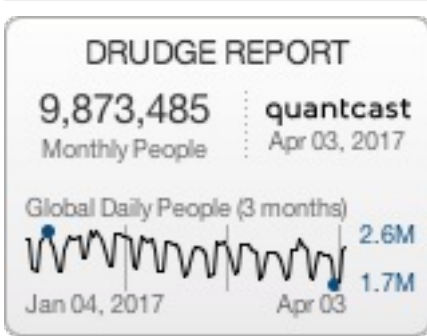 DRUDGE REPORT
9,873,485
Monthly People
quantcast
Apr 03, 2017
Global Daily People (3 months)
2.6M
1.7M
Jan 04, 2017
Apr 03